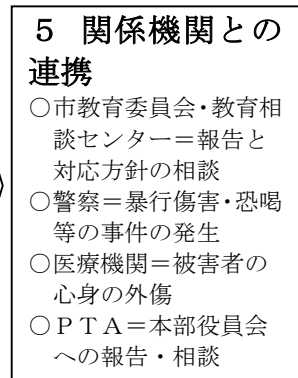 ５ 関係機関との
連携
○市教育委員会・教育相
談センター＝報告と
対応方針の相談
○警察＝暴行傷害・恐喝
等の事件の発生
○医療機関＝被害者の
心身の外傷
○ＰＴＡ＝本部役員会
への報告・相談